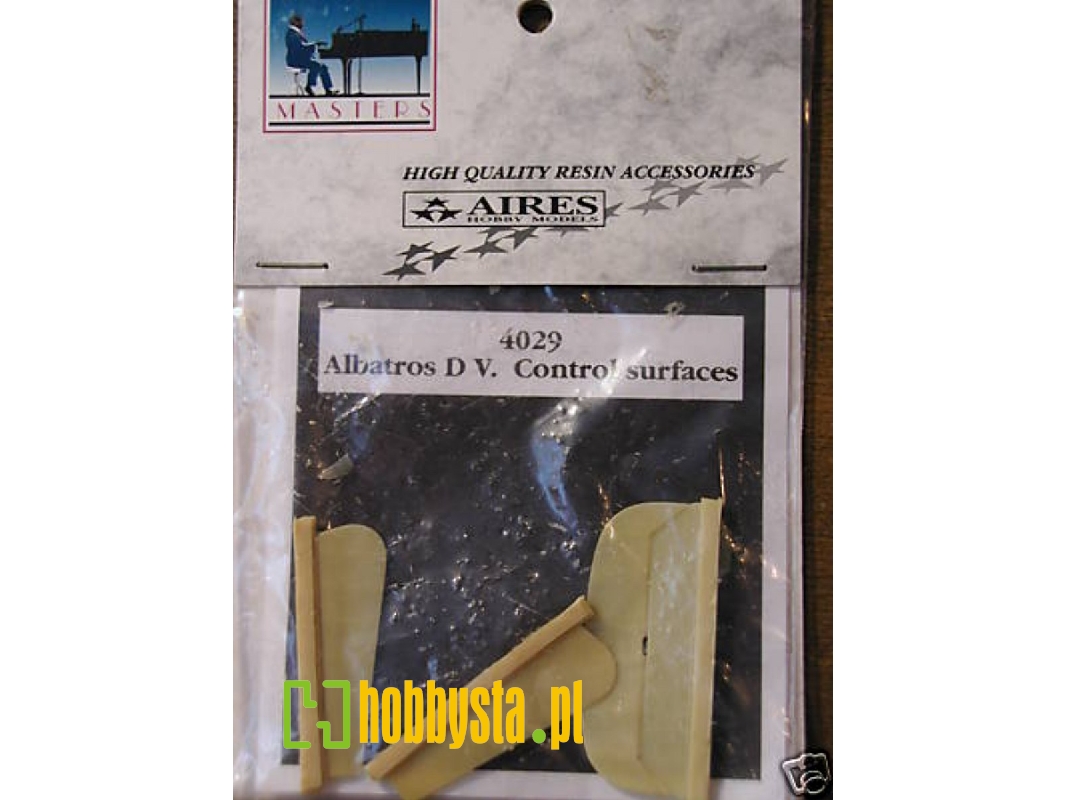 MASTERS
HIGH QUALITY RESIN ACCESSORIES
AIRES
HOBBY MODELS
4029
Albatros D V. Control surfaces
hobbysta.pl